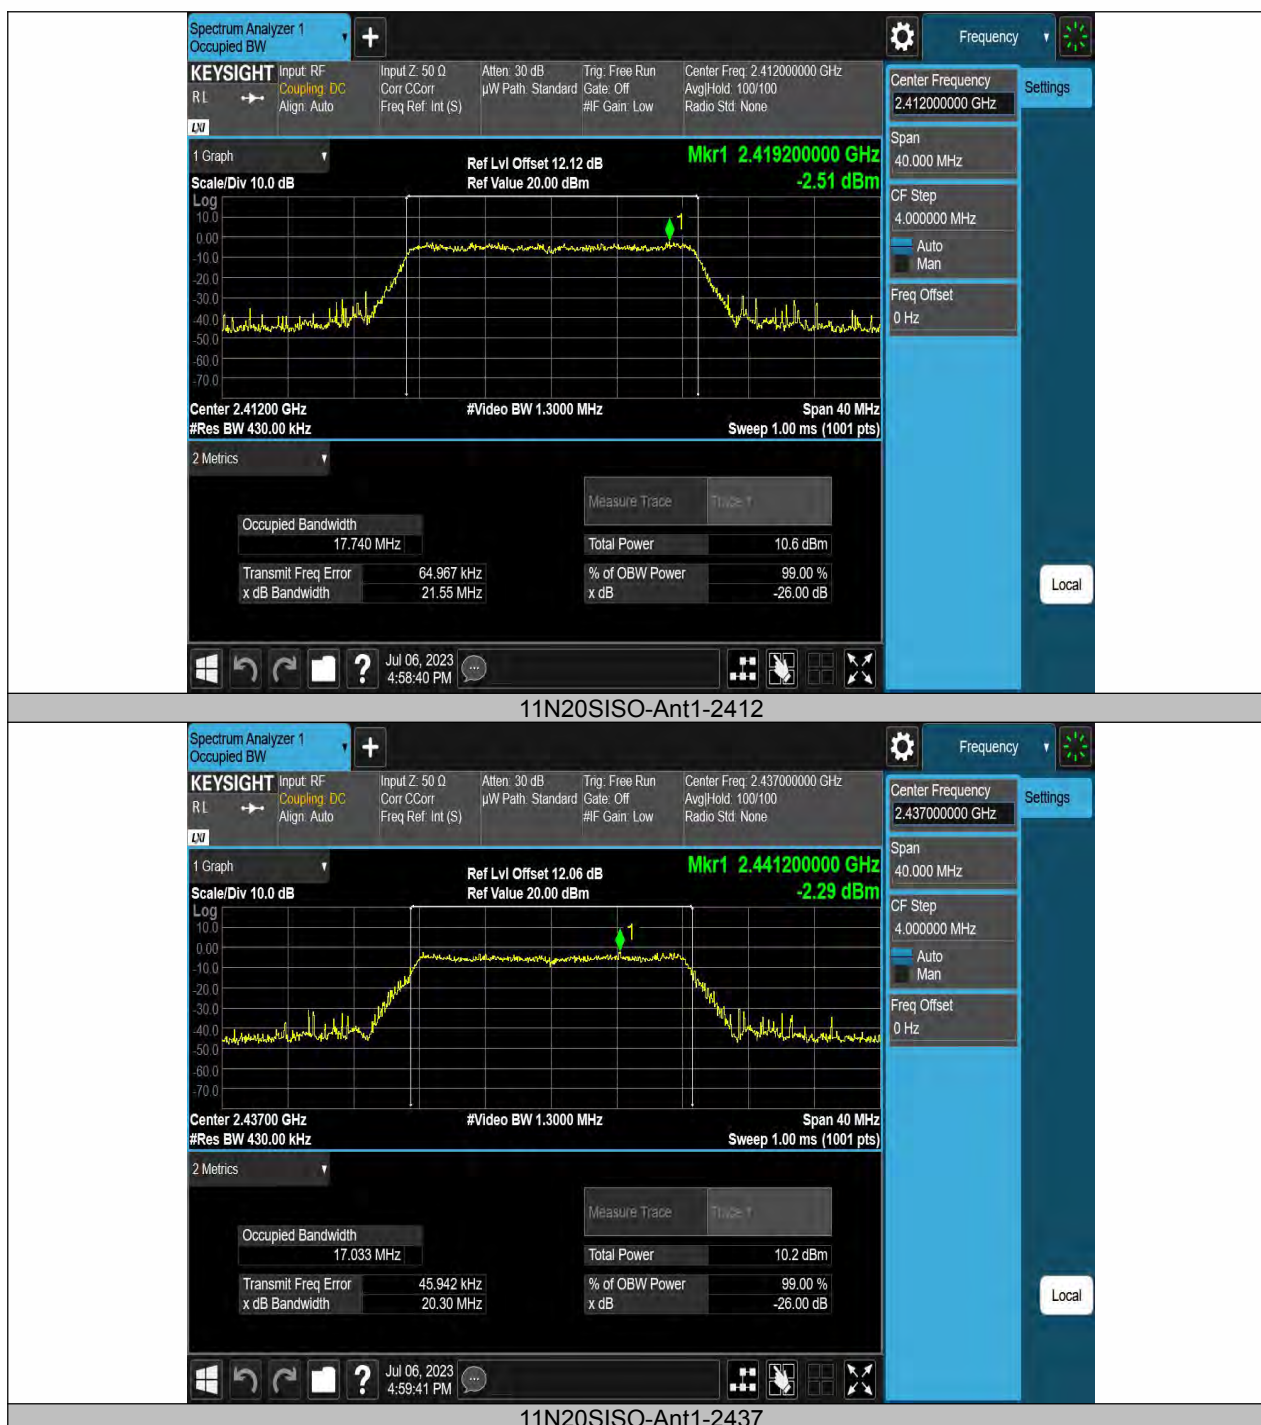 Spectrum Analyzer 1
Occupied BW
+
Frequency
KEYSIGHT
R L
LXI
Input: RF
Coupling: DC
Align: Auto
Input Z: 50 Ω
Corr CCorr
Freq Ref: Int (S)
Atten: 30 dB
µW Path: Standard
Trig: Free Run
Gate: Off
#IF Gain: Low
Center Freq: 2.412000000 GHz
Avg|Hold: 100/100
Radio Std: None
Center Frequency
2.412000000 GHz
Settings
Span
40.000 MHz
CF Step
4.000000 MHz
Auto
Man
Freq Offset
0 Hz
1 Graph
Scale/Div 10.0 dB
Ref Lvl Offset 12.12 dB
Ref Value 20.00 dBm
Mkr1 2.419200000 GHz
-2.51 dBm
Log
10.0
0.00
-10.0
-20.0
-30.0
-40.0
-50.0
-60.0
-70.0
1
Center 2.41200 GHz
#Video BW 1.3000 MHz
Span 40 MHz
#Res BW 430.00 kHz
Sweep 1.00 ms (1001 pts)
2 Metrics
Measure Trace
Trace 1
Occupied Bandwidth
17.740 MHz
Total Power 10.6 dBm
Transmit Freq Error 64.967 kHz
% of OBW Power 99.00 %
x dB Bandwidth 21.55 MHz
x dB -26.00 dB
Local
?
Jul 06, 2023
4:58:40 PM
11N20SISO-Ant1-2412
Spectrum Analyzer 1
Occupied BW
+
Frequency
KEYSIGHT
R L
LXI
Input: RF
Coupling: DC
Align: Auto
Input Z: 50 Ω
Corr CCorr
Freq Ref: Int (S)
Atten: 30 dB
µW Path: Standard
Trig: Free Run
Gate: Off
#IF Gain: Low
Center Freq: 2.437000000 GHz
Avg|Hold: 100/100
Radio Std: None
Center Frequency
2.437000000 GHz
Settings
Span
40.000 MHz
CF Step
4.000000 MHz
Auto
Man
Freq Offset
0 Hz
1 Graph
Scale/Div 10.0 dB
Ref Lvl Offset 12.06 dB
Ref Value 20.00 dBm
Mkr1 2.441200000 GHz
-2.29 dBm
Log
10.0
0.00
-10.0
-20.0
-30.0
-40.0
-50.0
-60.0
-70.0
1
Center 2.43700 GHz
#Video BW 1.3000 MHz
Span 40 MHz
#Res BW 430.00 kHz
Sweep 1.00 ms (1001 pts)
2 Metrics
Measure Trace
Trace 1
Occupied Bandwidth
17.033 MHz
Total Power 10.2 dBm
Transmit Freq Error 45.942 kHz
% of OBW Power 99.00 %
x dB Bandwidth 20.30 MHz
x dB -26.00 dB
Local
?
Jul 06, 2023
4:59:41 PM
11N20SISO-Ant1-2437